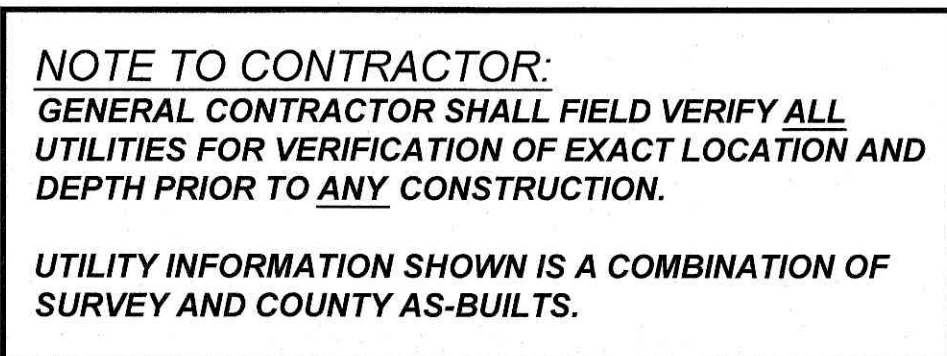 NOTE TO CONTRACTOR:
GENERAL CONTRACTOR SHALL FIELD VERIFY ALL
UTILITIES FOR VERIFICATION OF EXACT LOCATION AND
DEPTH PRIOR TO ANY CONSTRUCTION.
UTILITY INFORMATION SHOWN IS A COMBINATION OF
SURVEY AND COUNTY AS-BUILTS.